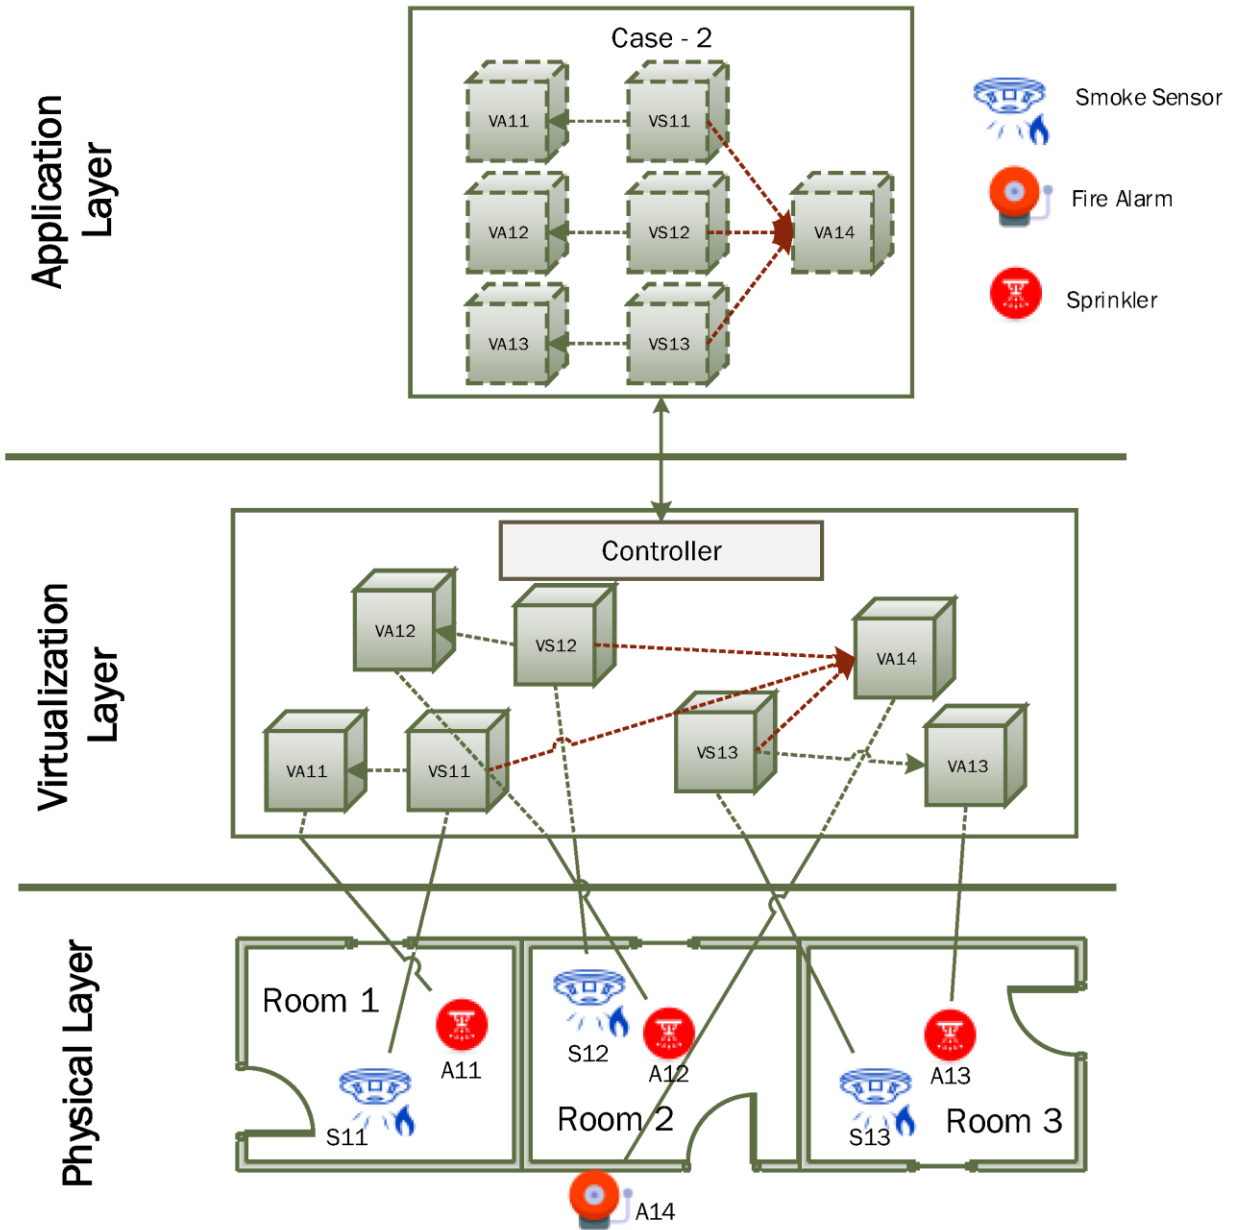 Case - 2
VA11
VS11
VA12
VS12
VA14
VA13
VS13
Smoke Sensor
Fire Alarm
Sprinkler
Application
Layer
Controller
VA12
VS12
VA14
VA11
VS11
VS13
VA13
Virtualization
Layer
Physical Layer
Room 1
A11
S11
S12
A12
Room 2
A13
S13
Room 3
A14